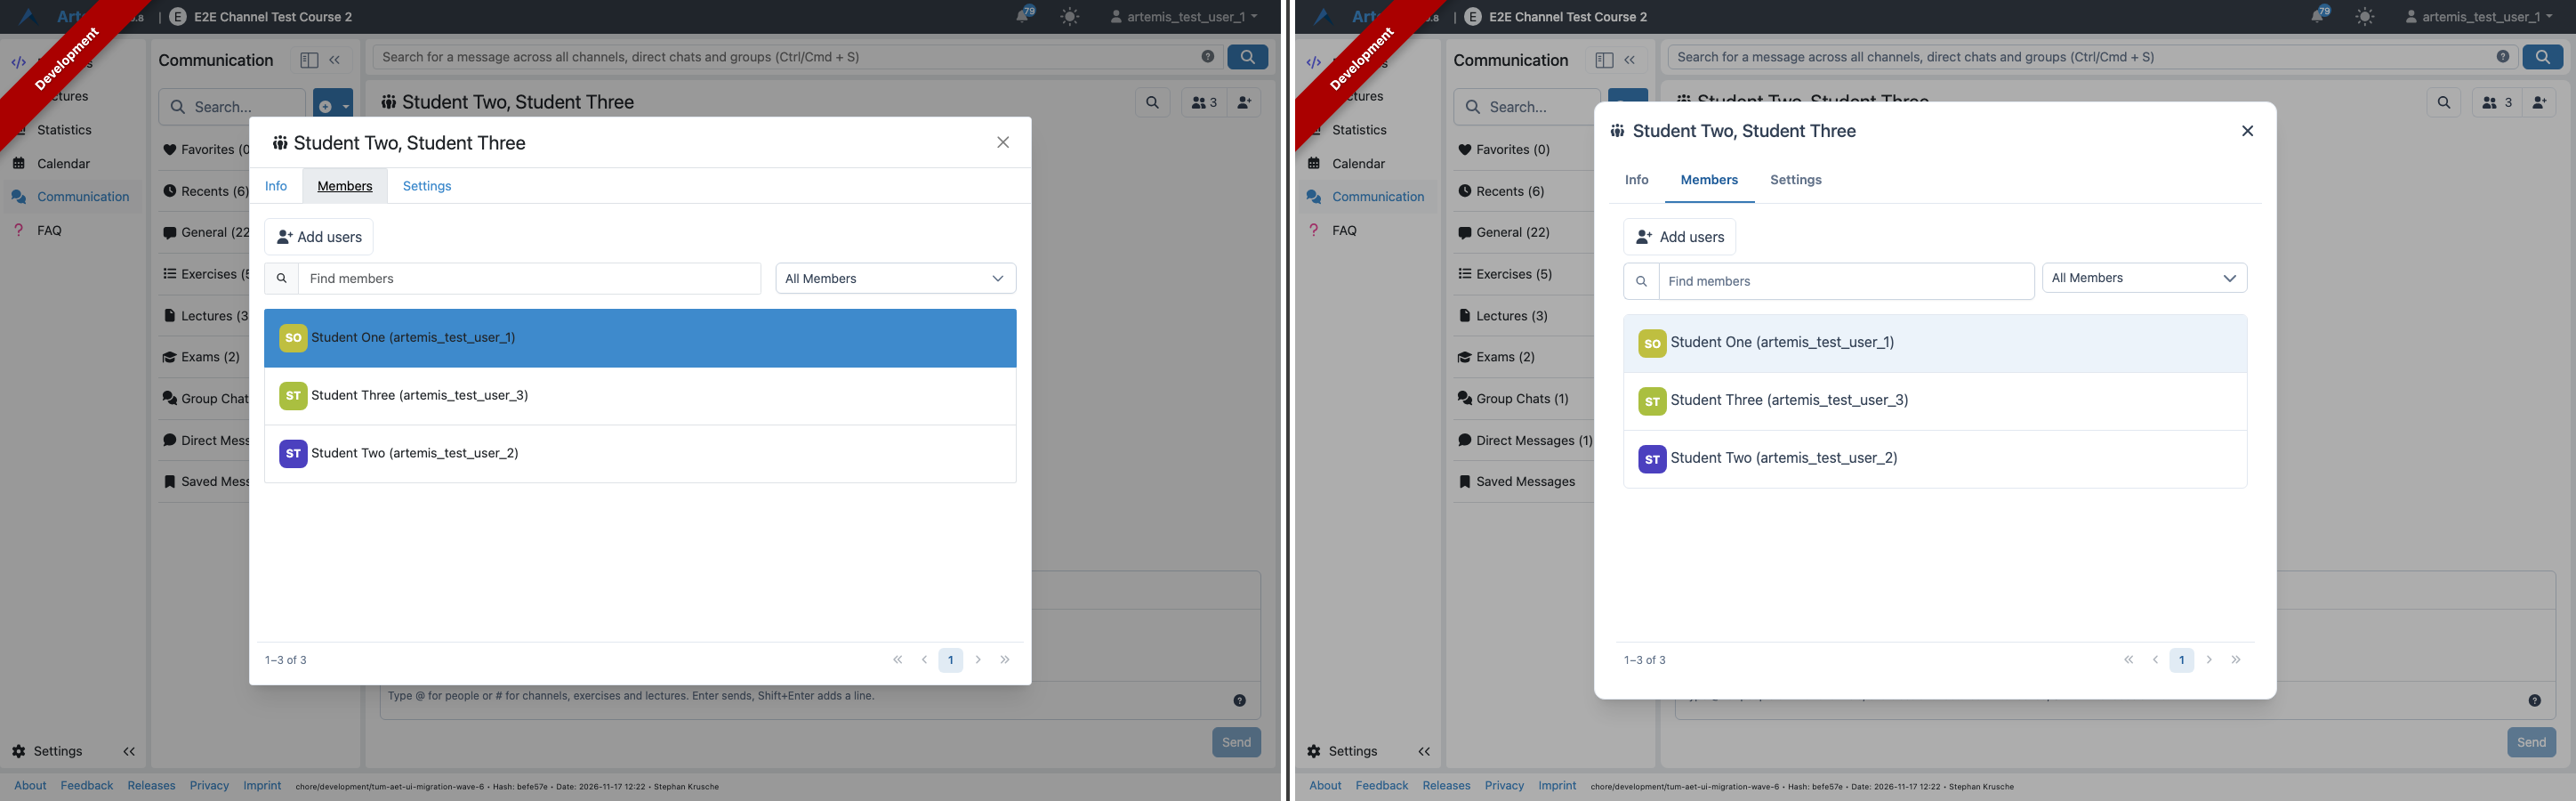 Development
.8 | E E2E Channel Test Course 2
79
artemis_test_user_1
Statistics
Calendar
Communication
FAQ
Settings
Communication
Search...
Favorites (0
Recents (6)
General (22
Exercises (5
Lectures (3
Exams (2)
Group Chat
Direct Mess
Saved Mess
Search for a message across all channels, direct chats and groups (Ctrl/Cmd + S)
Student Two, Student Three
3
Student Two, Student Three
Info Members Settings
Add users
Find members
All Members
SO Student One (artemis_test_user_1)
ST Student Three (artemis_test_user_3)
ST Student Two (artemis_test_user_2)
1–3 of 3
« ‹ 1 › »
Type @ for people or # for channels, exercises and lectures. Enter sends, Shift+Enter adds a line.
Send
About Feedback Releases Privacy Imprint chore/development/tum-aet-ui-migration-wave-6 • Hash: befe57e • Date: 2026-11-17 12:22 • Stephan Krusche
Development
.8 | E E2E Channel Test Course 2
79
artemis_test_user_1
Statistics
Calendar
Communication
FAQ
Settings
Communication
Search...
Favorites (0)
Recents (6)
General (22)
Exercises (5)
Lectures (3)
Exams (2)
Group Chats (1)
Direct Messages (1)
Saved Messages
Search for a message across all channels, direct chats and groups (Ctrl/Cmd + S)
Student Two, Student Three
3
Student Two, Student Three
Info Members Settings
Add users
Find members
All Members
SO Student One (artemis_test_user_1)
ST Student Three (artemis_test_user_3)
ST Student Two (artemis_test_user_2)
1–3 of 3
« ‹ 1 › »
Send
About Feedback Releases Privacy Imprint chore/development/tum-aet-ui-migration-wave-6 • Hash: befe57e • Date: 2026-11-17 12:22 • Stephan Krusche